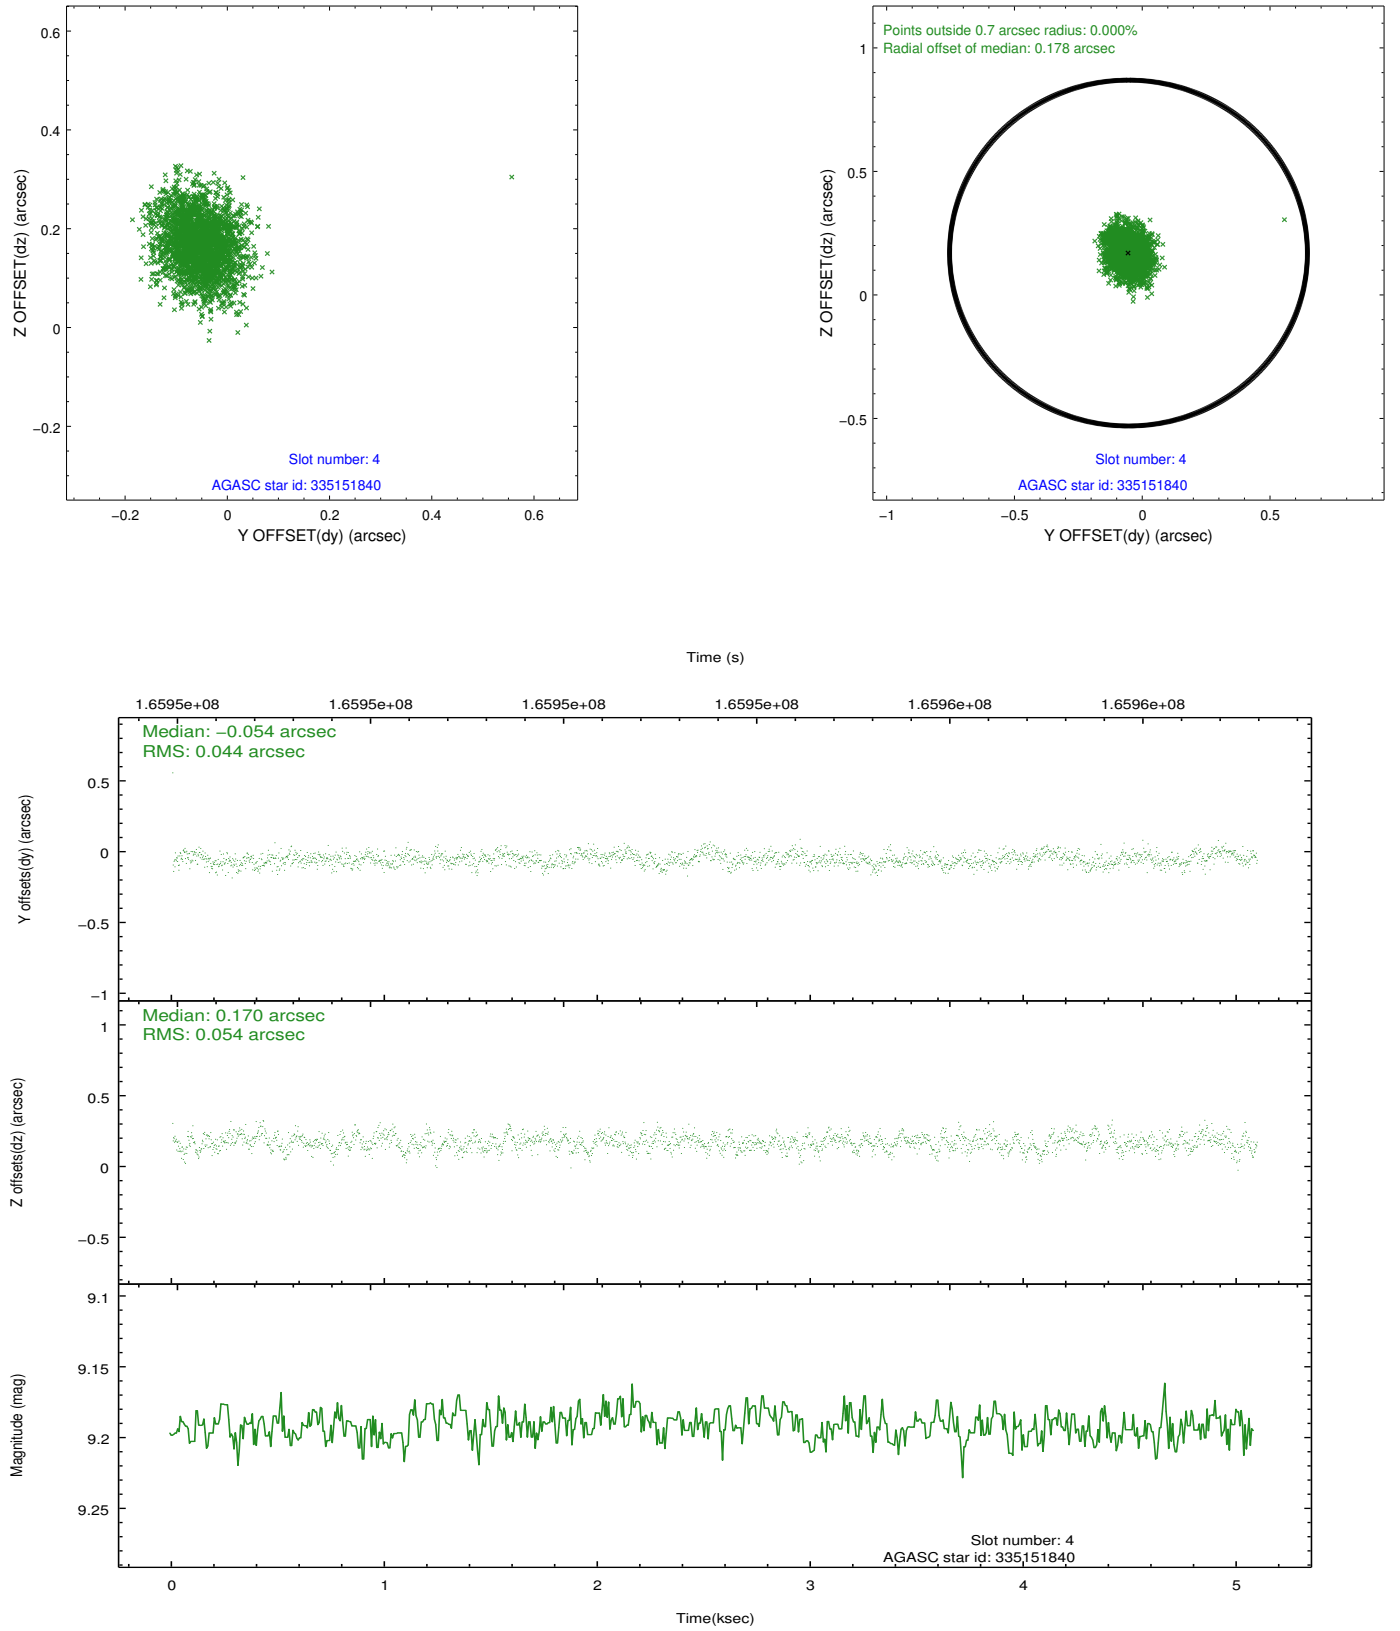 0.6
0.4
0.2
0
−0.2
Z OFFSET(dz) (arcsec)
Slot number: 4
AGASC star id: 335151840
−0.2 0 0.2 0.4 0.6
Y OFFSET(dy) (arcsec)
Points outside 0.7 arcsec radius: 0.000%
Radial offset of median: 0.178 arcsec
1
0.5
0
−0.5
Z OFFSET(dz) (arcsec)
Slot number: 4
AGASC star id: 335151840
−1 −0.5 0 0.5
Y OFFSET(dy) (arcsec)
Time (s)
1.6595e+08 1.6595e+08 1.6595e+08 1.6595e+08 1.6596e+08 1.6596e+08
Median: −0.054 arcsec
RMS: 0.044 arcsec
0.5
0
−0.5
−1
Y offsets(dy) (arcsec)
Median: 0.170 arcsec
RMS: 0.054 arcsec
1
0.5
0
−0.5
Z offsets(dz) (arcsec)
9.1
9.15
9.2
9.25
Magnitude (mag)
Slot number: 4
AGASC star id: 335151840
0 1 2 3 4 5
Time(ksec)